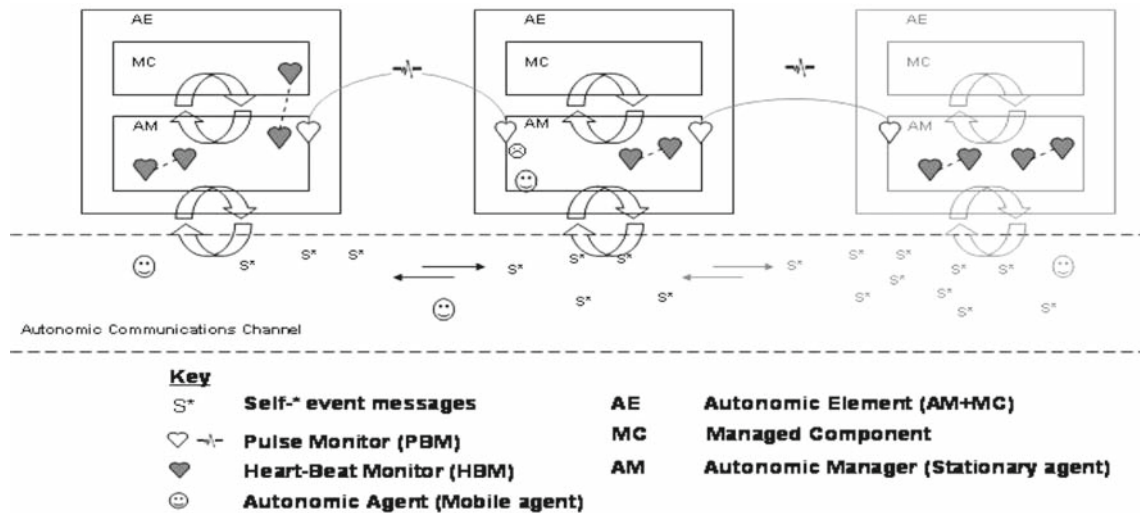 AE AE AE
MC MC MC
AM AM AM
S* S* S* S* S* S* S* S* S* S* S*
S* S* S* S* S* S*
Autonomic Communications Channel
Key
S* Self-* event messages
Pulse Monitor (PBM)
Heart-Beat Monitor (HBM)
Autonomic Agent (Mobile agent)
AE Autonomic Element (AM+MC)
MC Managed Component
AM Autonomic Manager (Stationary agent)